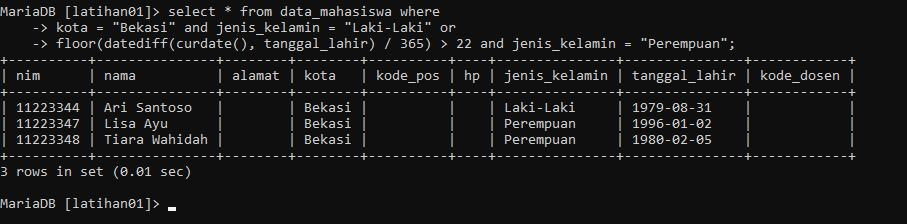 MariaDB [latihan01]> select * from data_mahasiswa where
    -> kota = "Bekasi" and jenis_kelamin = "Laki-Laki" or
    -> floor(datediff(curdate(), tanggal_lahir) / 365) > 22 and jenis_kelamin = "Perempuan";
+----------+---------------+--------+--------+----------+----+---------------+---------------+------------+
| nim      | nama          | alamat | kota   | kode_pos | hp | jenis_kelamin | tanggal_lahir | kode_dosen |
+----------+---------------+--------+--------+----------+----+---------------+---------------+------------+
| 11223344 | Ari Santoso   |        | Bekasi |          |    | Laki-Laki     | 1979-08-31    |            |
| 11223347 | Lisa Ayu      |        | Bekasi |          |    | Perempuan     | 1996-01-02    |            |
| 11223348 | Tiara Wahidah |        | Bekasi |          |    | Perempuan     | 1980-02-05    |            |
+----------+---------------+--------+--------+----------+----+---------------+---------------+------------+
3 rows in set (0.01 sec)
MariaDB [latihan01]> _